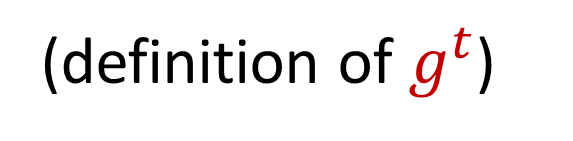 (definition of $g^t$)